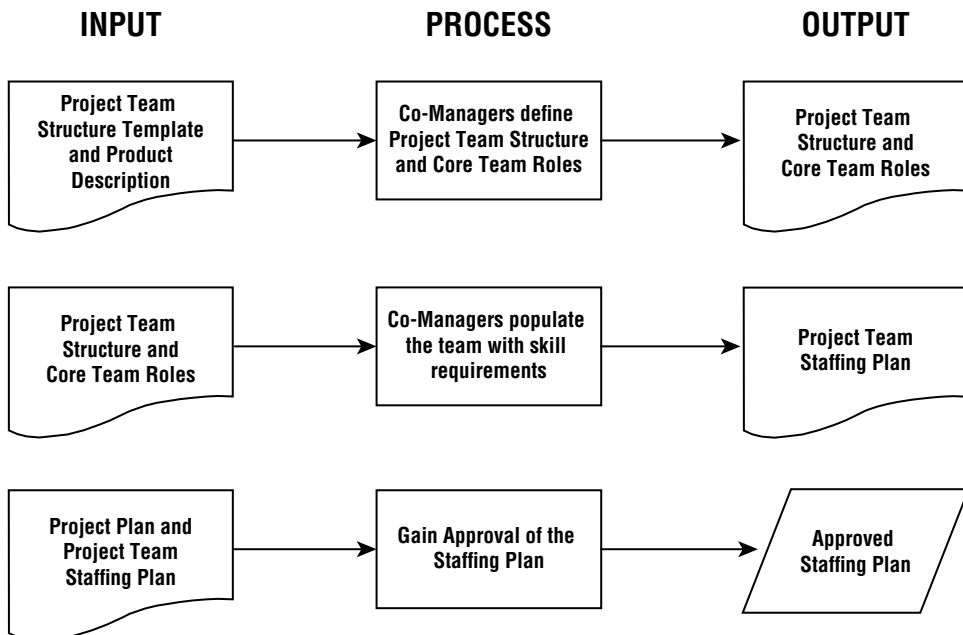 INPUT
PROCESS
OUTPUT
Project Team
Structure Template
and Product
Description
Co-Managers define
Project Team Structure
and Core Team Roles
Project Team
Structure and
Core Team Roles
Project Team
Structure and
Core Team Roles
Co-Managers populate
the team with skill
requirements
Project Team
Staffing Plan
Project Plan and
Project Team
Staffing Plan
Gain Approval of the
Staffing Plan
Approved
Staffing Plan